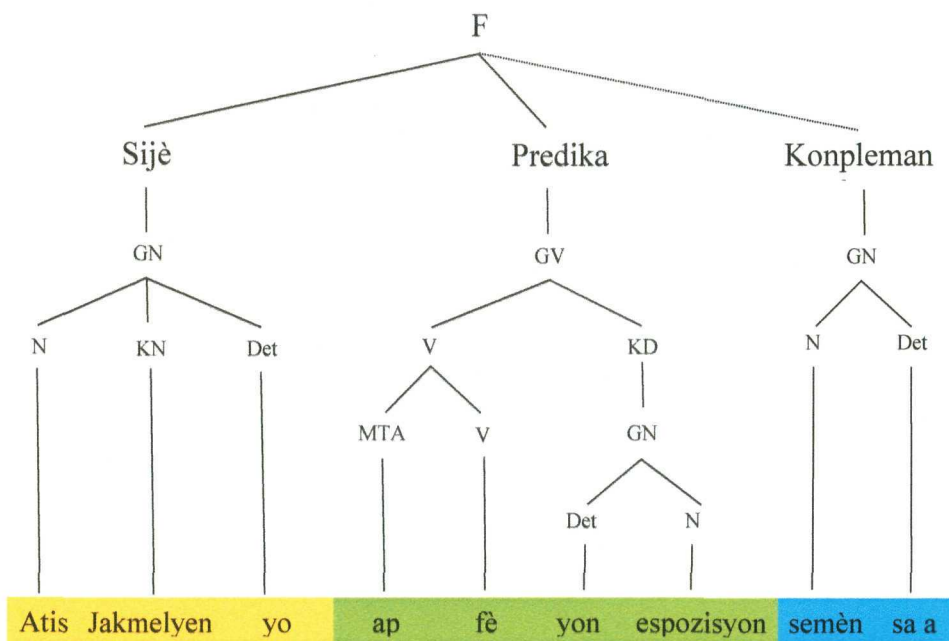 F
Sijè Predika Konpleman
GN GV GN
N KN Det V KD N Det
MTA V GN
Det N
Atis Jakmelyen yo ap fè yon espozisyon semèn sa a